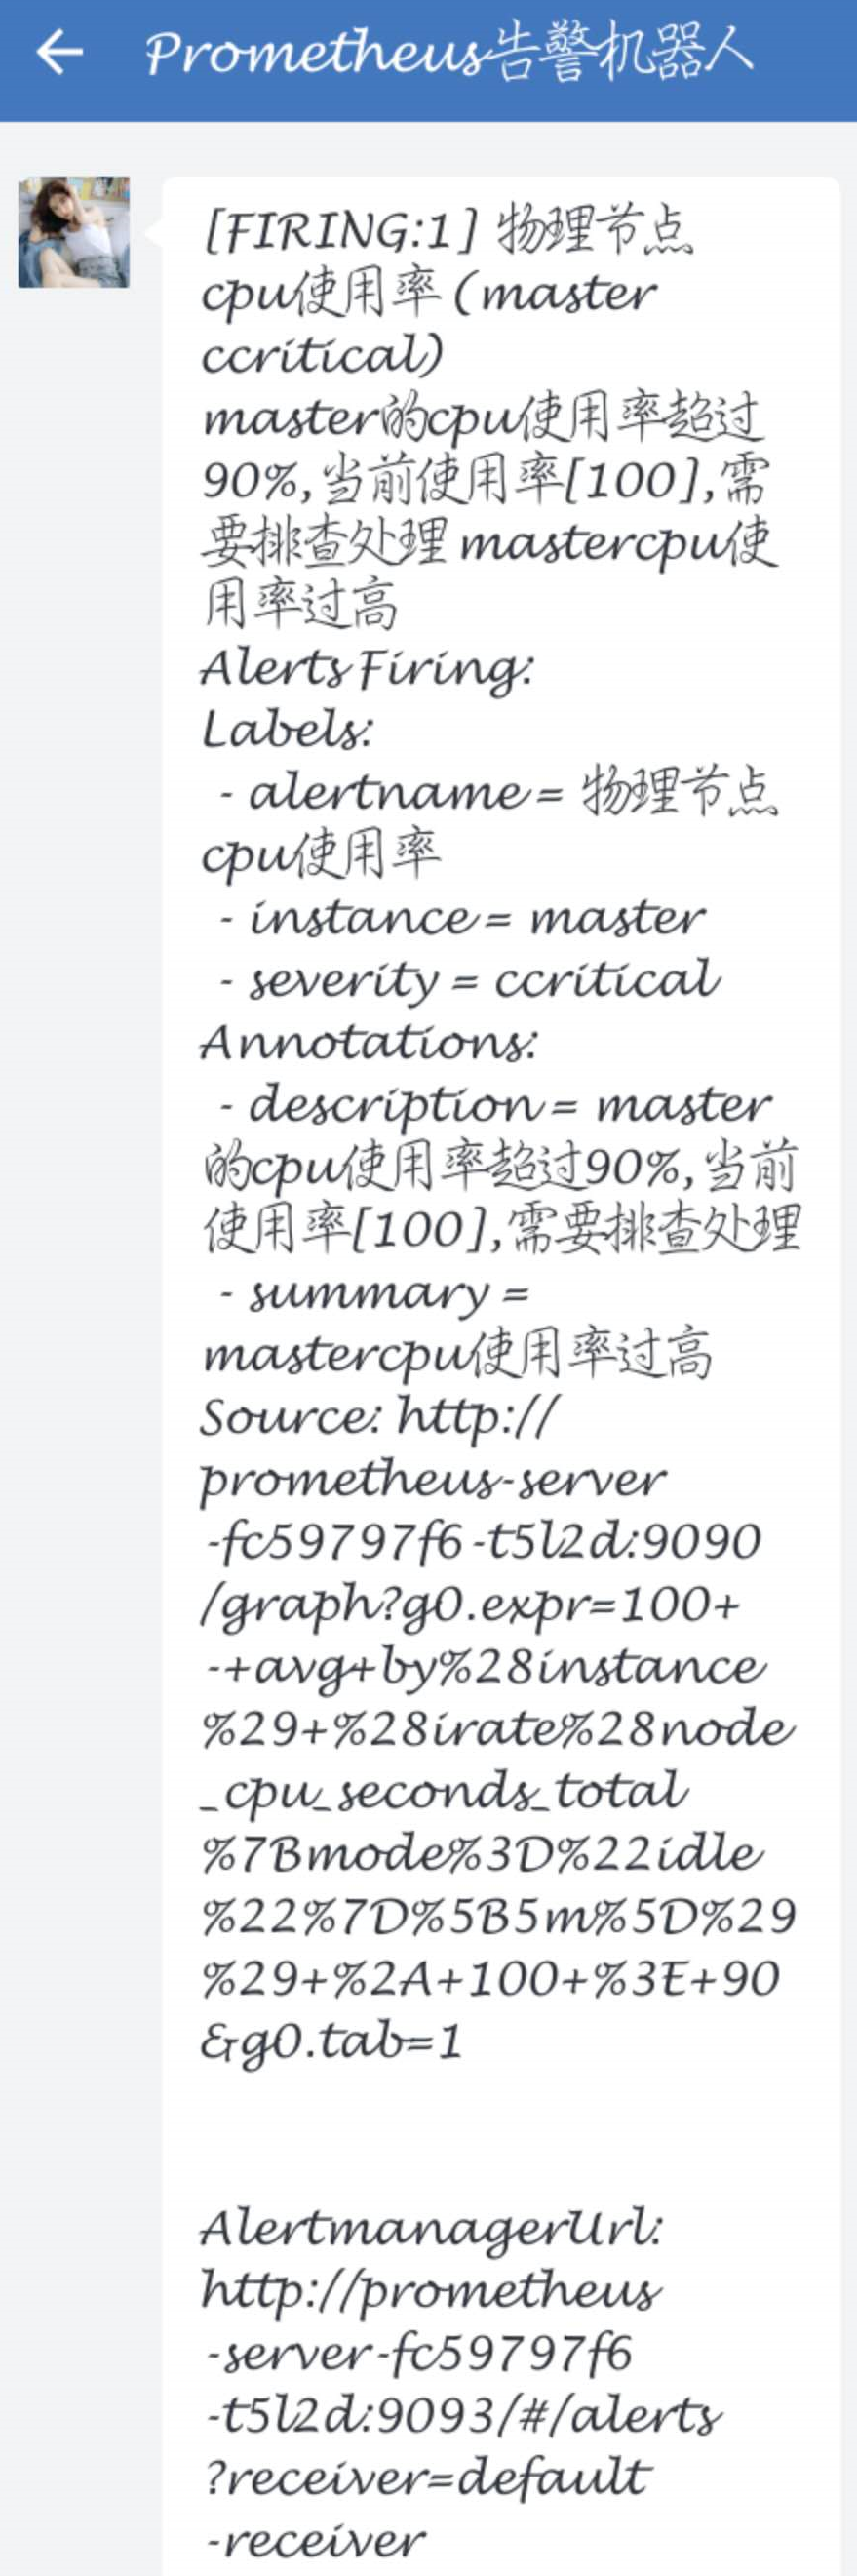 Prometheus告警机器人
[FIRING:1] 物理节点
cpu使用率 (master
ccritical)
master的cpu使用率超过
90%,当前使用率[100],需
要排查处理 mastercpu使
用率过高
Alerts Firing:
Labels:
- alertname = 物理节点
cpu使用率
- instance = master
- severity = ccritical
Annotations:
- description = master
的cpu使用率超过90%,当前
使用率[100],需要排查处理
- summary =
mastercpu使用率过高
Source: http://
prometheus-server
-fc59797f6-t5l2d:9090
/graph?g0.expr=100+
-+avg+by%28instance
%29+%28irate%28node
_cpu_seconds_total
%7Bmode%3D%22idle
%22%7D%5B5m%5D%29
%29+%2A+100+%3E+90
&g0.tab=1
AlertmanagerUrl:
http://prometheus
-server-fc59797f6
-t5l2d:9093/#/alerts
?receiver=default
-receiver